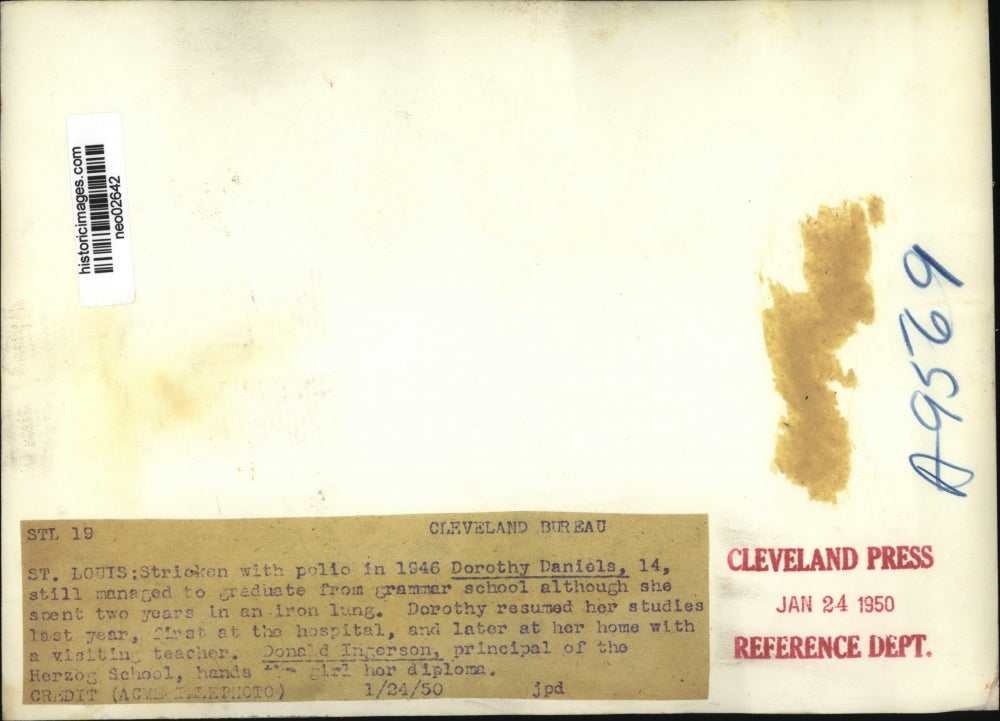 historicimages.com
neo02642
A9569
STL 19 CLEVELAND BUREAU
ST. LOUIS:Stricken with polio in 1946 Dorothy Daniels, 14,
still managed to graduate from grammar school although she
spent two years in an iron lung. Dorothy resumed her studies
last year, first at the hospital, and later at her home with
a visiting teacher. Donald Ingerson, principal of the
Herzog School, hands the girl her diploma.
CREDIT (ACME TELEPHOTO) 1/24/50 jpd
CLEVELAND PRESS
JAN 24 1950
REFERENCE DEPT.